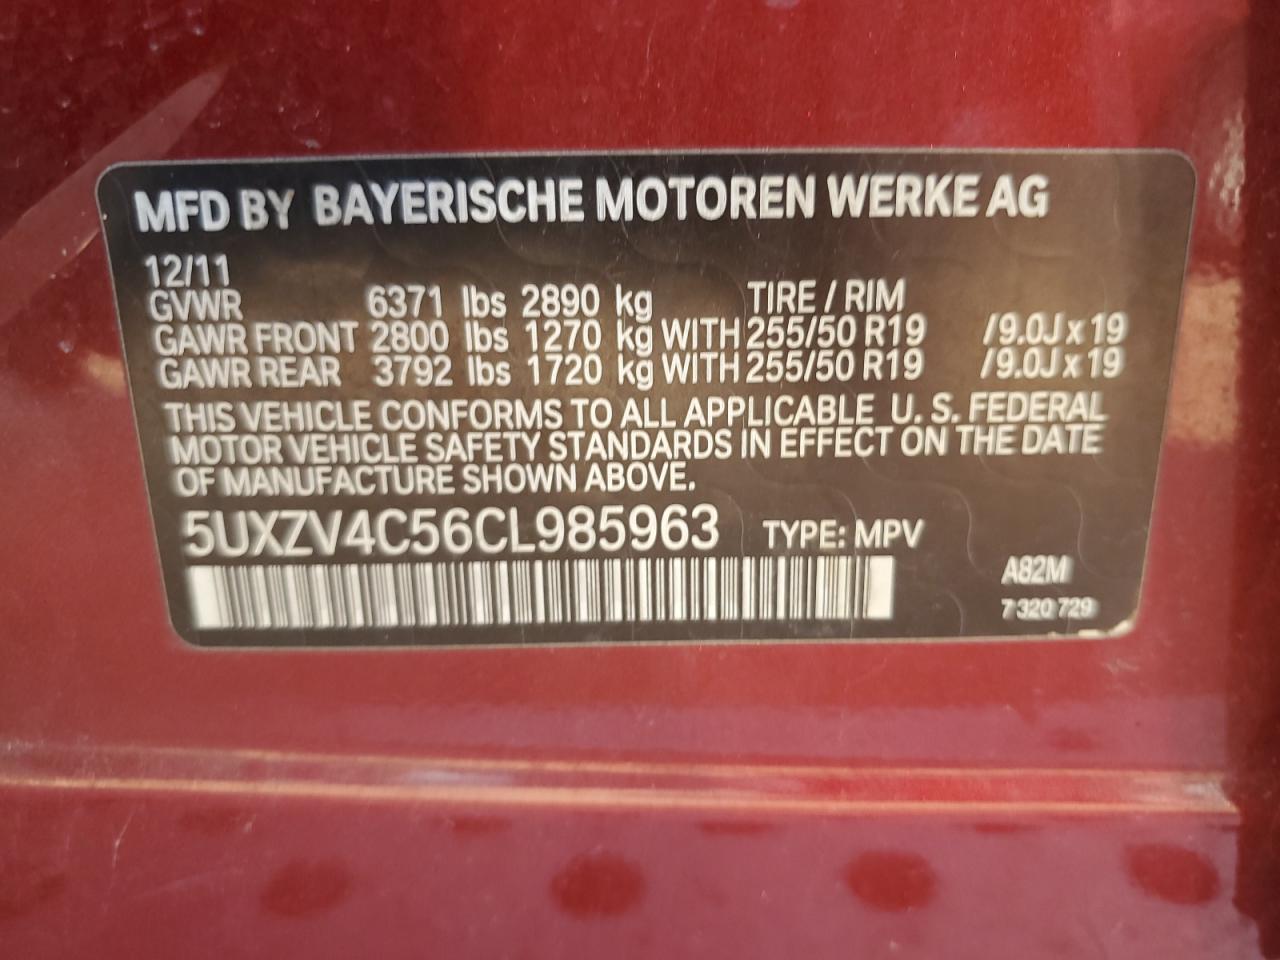 MFD BY BAYERISCHE MOTOREN WERKE AG
12/11
GVWR 6371 lbs 2890 kg TIRE / RIM
GAWR FRONT 2800 lbs 1270 kg WITH 255/50 R19 /9.0J x 19
GAWR REAR 3792 lbs 1720 kg WITH 255/50 R19 /9.0J x 19
THIS VEHICLE CONFORMS TO ALL APPLICABLE U. S. FEDERAL
MOTOR VEHICLE SAFETY STANDARDS IN EFFECT ON THE DATE
OF MANUFACTURE SHOWN ABOVE.
5UXZV4C56CL985963 TYPE: MPV
A82M
7 320 729